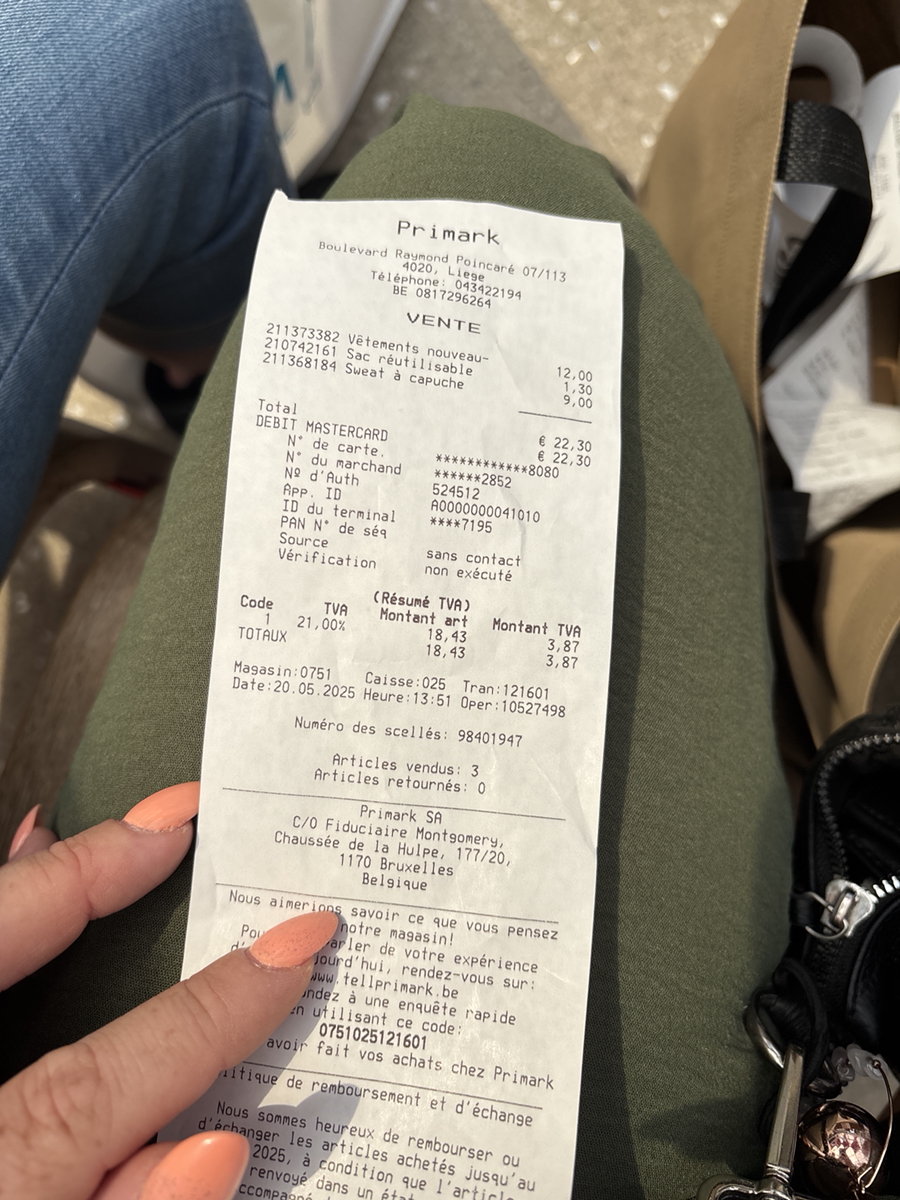 Primark
Boulevard Raymond Poincaré 07/113
4020, Liege
Téléphone: 043422194
BE 0817296264
VENTE
211373382 Vêtements nouveau- 12,00
210742161 Sac réutilisable 1,30
211368184 Sweat à capuche 9,00
Total € 22,30
DEBIT MASTERCARD € 22,30
N° de carte. ************8080
N° du marchand ******2852
Nº d'Auth 524512
App. ID A0000000041010
ID du terminal ****7195
PAN N° de séq
Source sans contact
Vérification non exécuté
(Résumé TVA)
Code TVA Montant art Montant TVA
1 21,00% 18,43 3,87
TOTAUX 18,43 3,87
Magasin:0751 Caisse:025 Tran:121601
Date:20.05.2025 Heure:13:51 Oper:10527498
Numéro des scellés: 98401947
Articles vendus: 3
Articles retournés: 0
Primark SA
C/O Fiduciaire Montgomery,
Chaussée de la Hulpe, 177/20,
1170 Bruxelles
Belgique
Nous aimerions savoir ce que vous pensez
notre magasin!
de votre expérience
rendez-vous sur:
www.tellprimark.be
à une enquête rapide
utilisant ce code:
0751025121601
avoir fait vos achats chez Primark
de remboursement et d'échange
Nous sommes heureux de rembourser ou
d'échanger les articles achetés jusqu'au
2025, à condition que l'article
renvoyé dans un